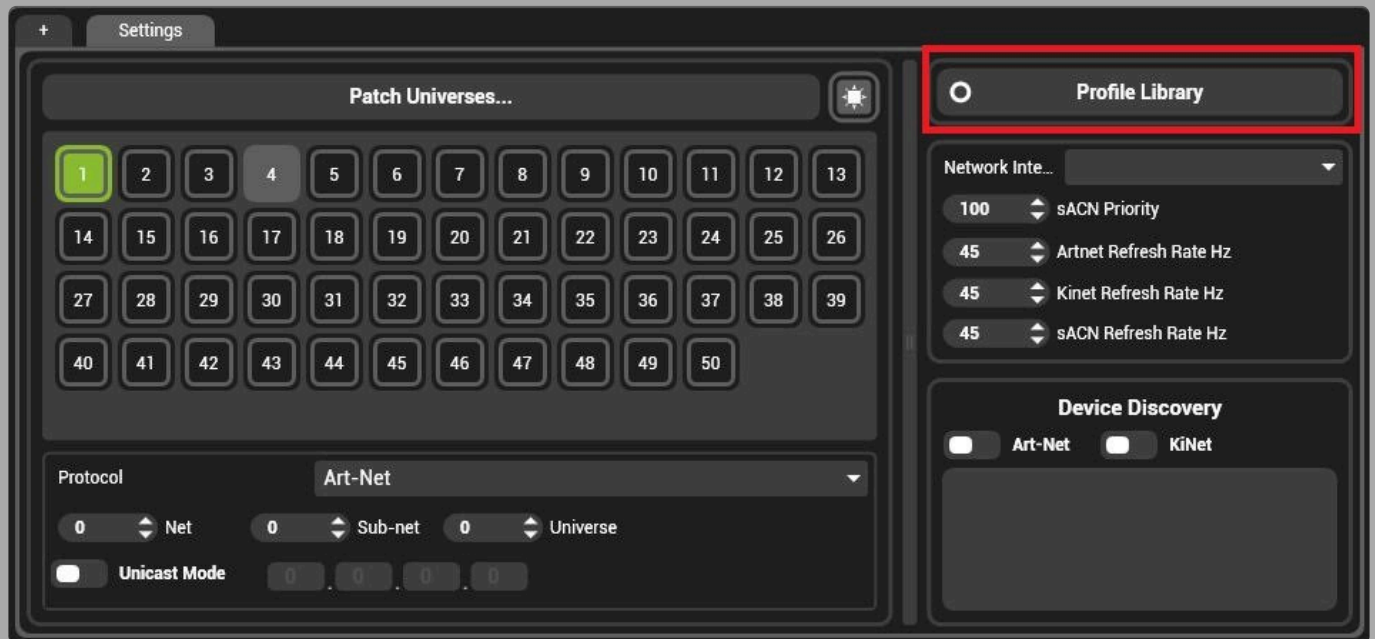 + Settings
Patch Universes...
1 2 3 4 5 6 7 8 9 10 11 12 13
14 15 16 17 18 19 20 21 22 23 24 25 26
27 28 29 30 31 32 33 34 35 36 37 38 39
40 41 42 43 44 45 46 47 48 49 50
Protocol Art-Net
0 Net 0 Sub-net 0 Universe
Unicast Mode 0 . 0 . 0 . 0
Profile Library
Network Inte...
100 sACN Priority
45 Artnet Refresh Rate Hz
45 Kinet Refresh Rate Hz
45 sACN Refresh Rate Hz
Device Discovery
Art-Net KiNet